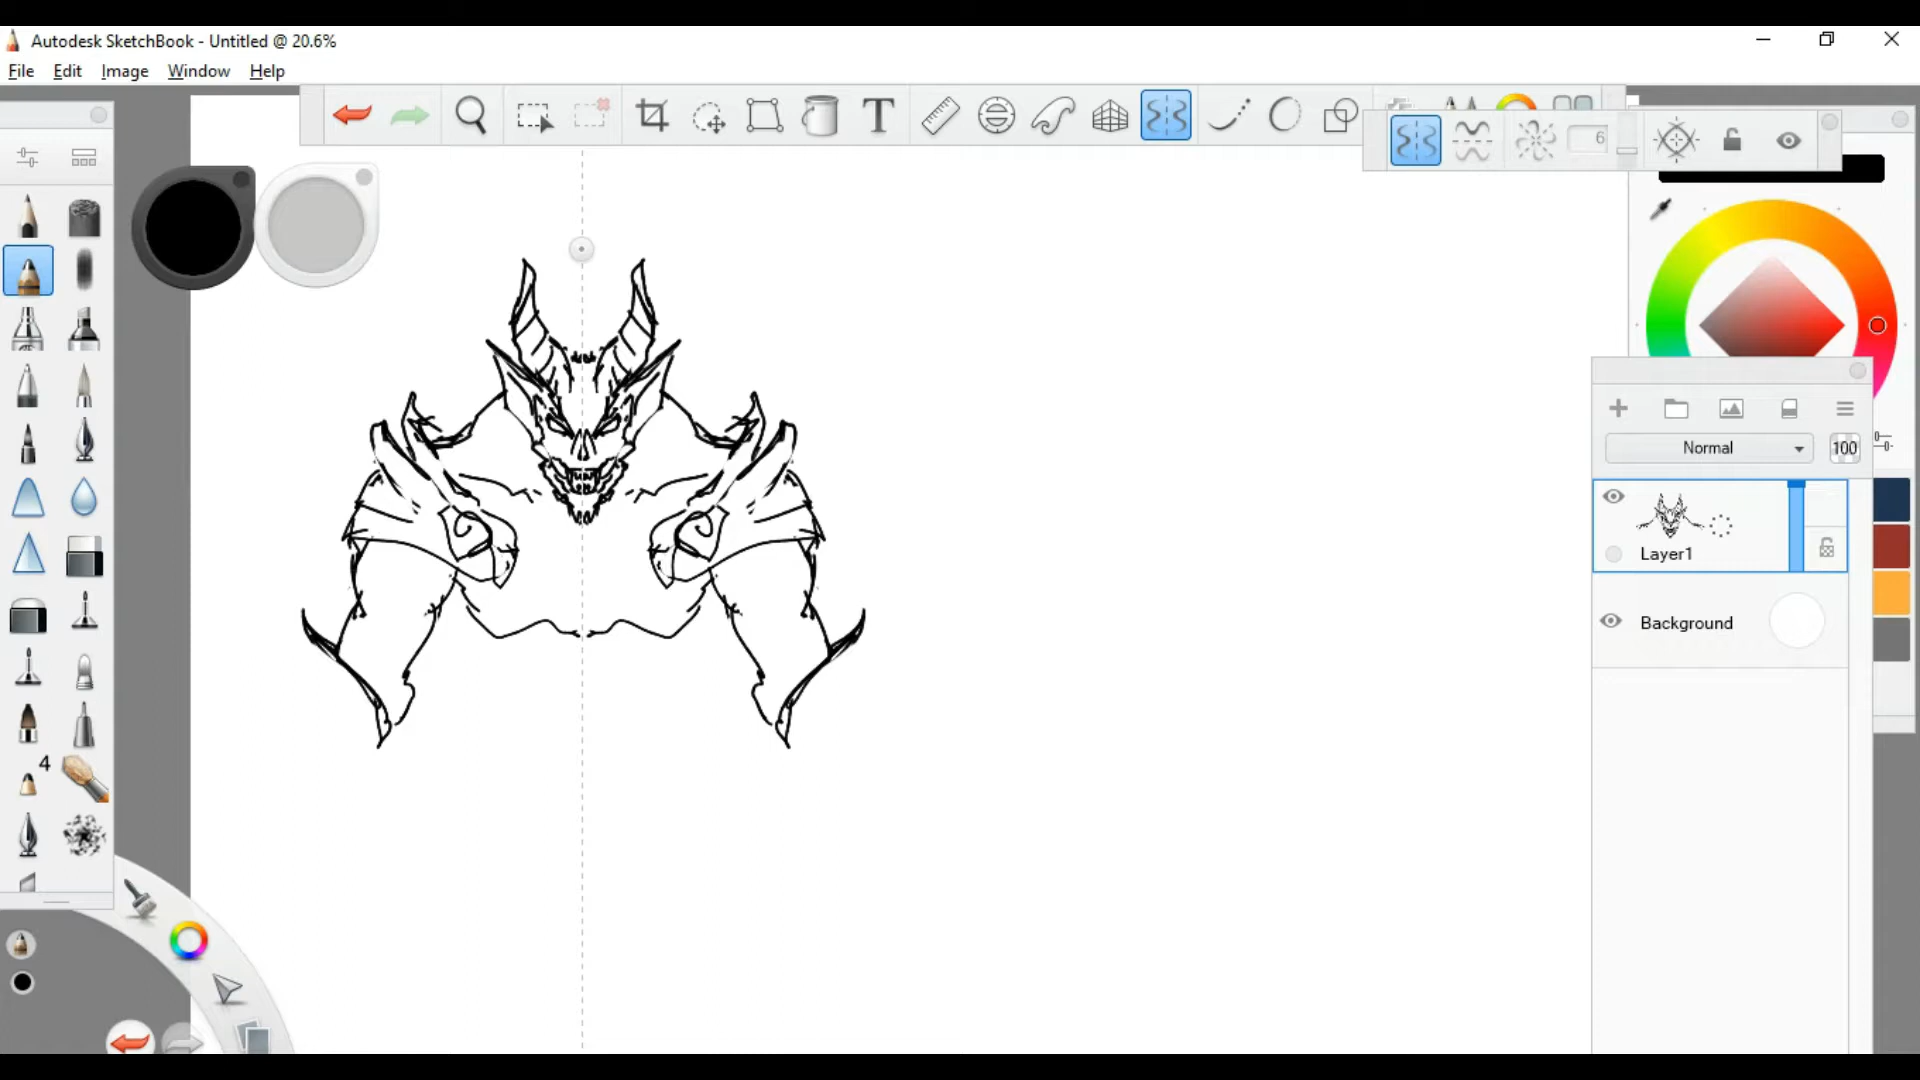 Autodesk SketchBook - Untitled @ 20.6%
File Edit Image Window Help
T
6
Normal 100
Layer1
Background
4